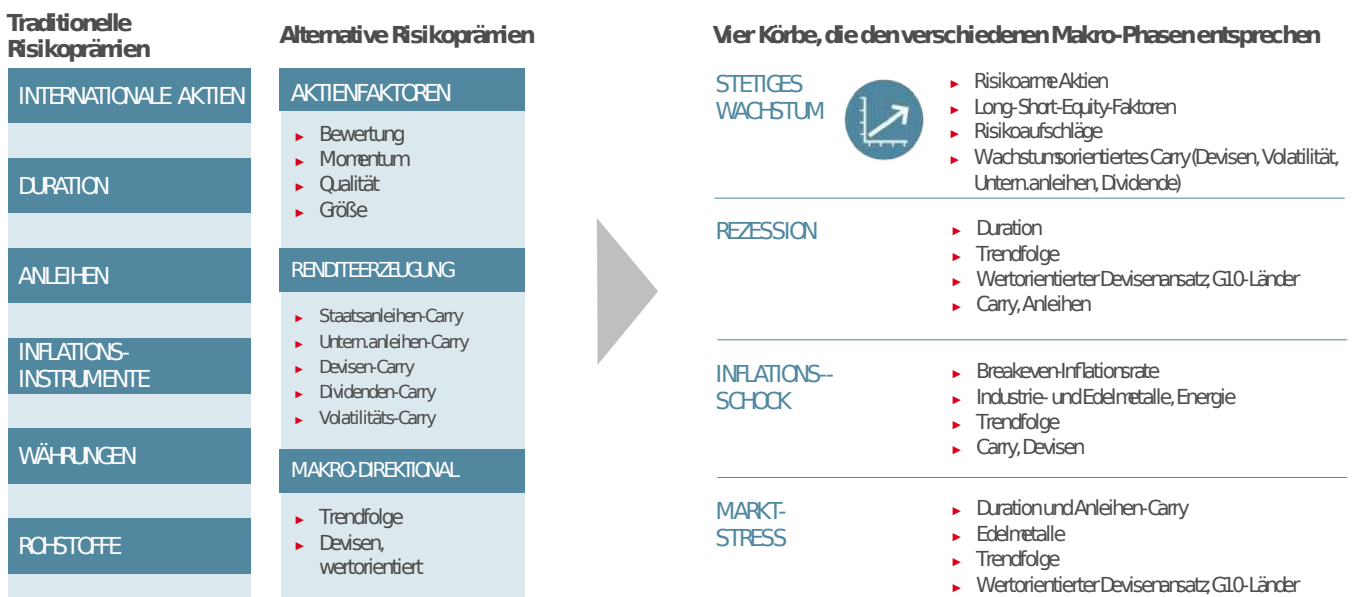 Traditionelle
Risikoprämien
INTERNATIONALE AKTIEN
DURATION
ANLEIHEN
INFLATIONS-
INSTRUMENTE
WÄHRUNGEN
ROHSTOFFE
Alternative Risikoprämien
AKTIENFAKTOREN
► Bewertung
► Momentum
► Qualität
► Größe
RENDITEERZEUGUNG
► Staatsanleihen-Carry
► Untern.anleihen-Carry
► Devisen-Carry
► Dividenden-Carry
► Volatilitäts-Carry
MAKRO-DIREKTIONAL
► Trendfolge
► Devisen,
wertorientiert
Vier Körbe, die den verschiedenen Makro-Phasen entsprechen
STETIGES
WACHSTUM
► Risikoarme Aktien
► Long-Short-Equity-Faktoren
► Risikoaufschläge
► Wachstumsorientiertes Carry (Devisen, Volatilität,
Untern.anleihen, Dividende)
REZESSION
► Duration
► Trendfolge
► Wertorientierter Devisenansatz, G10-Länder
► Carry, Anleihen
INFLATIONS--
SCHOCK
► Breakeven-Inflationsrate
► Industrie- und Edelmetalle, Energie
► Trendfolge
► Carry, Devisen
MARKT-
STRESS
► Duration und Anleihen-Carry
► Edelmetalle
► Trendfolge
► Wertorientierter Devisenansatz, G10-Länder